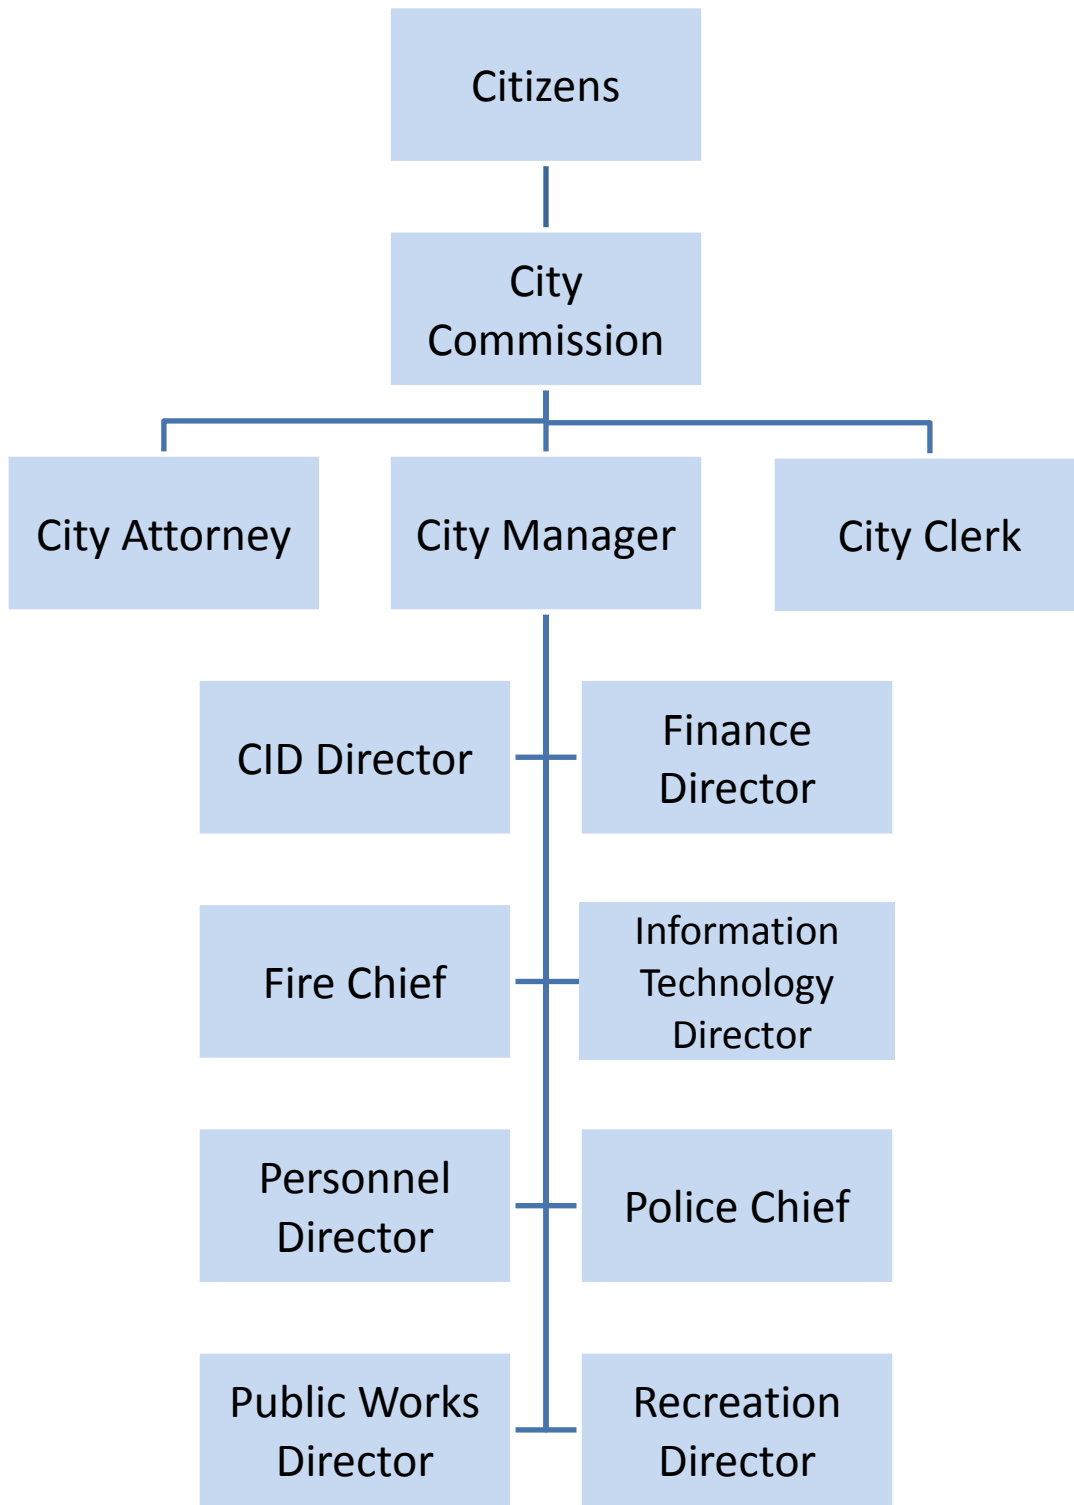 Citizens
City
Commission
City Attorney
City Manager
City Clerk
CID Director
Finance
Director
Fire Chief
Information
Technology
Director
Personnel
Director
Police Chief
Public Works
Director
Recreation
Director